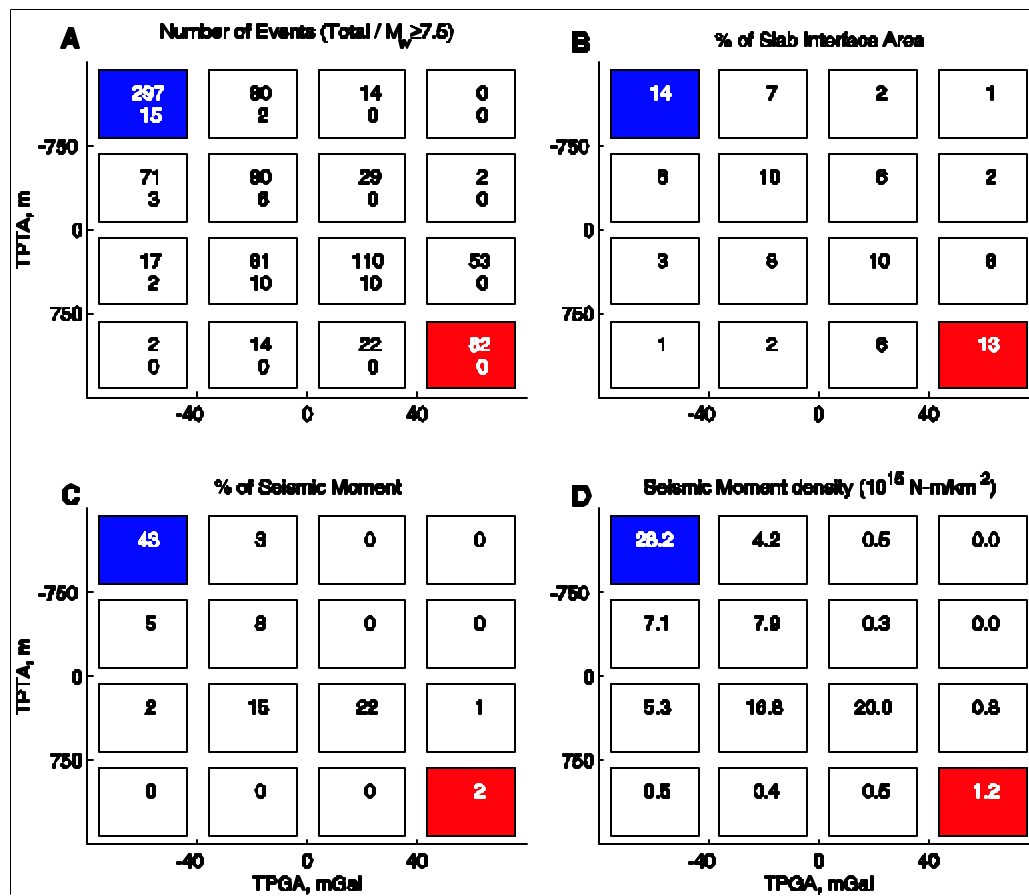 A
Number of Events (Total / Mw≥7.5)
297 14 0
15 2 0 0
-750
71 29 2
3 0 0
TPTA, m
0
17 110 53
2 10 10 0
750
2 14 22
0 0 0 0
-40 0 40
B
% of Slab Interface Area
14 7 2 1
-750
10 6 2
0
3 8 10
750
1 2 6 13
-40 0 40
C
% of Seismic Moment
43 3 0 0
-750
5 8 0 0
TPTA, m
0
2 15 22 1
750
0 0 0 2
-40 0 40
TPGA, mGal
D
Seismic Moment density (10^15 N-m/km^2)
28.2 4.2 0.5 0.0
-750
7.1 7.9 0.3 0.0
0
5.3 16.8 20.0 0.8
750
0.5 0.4 0.5 1.2
-40 0 40
TPGA, mGal